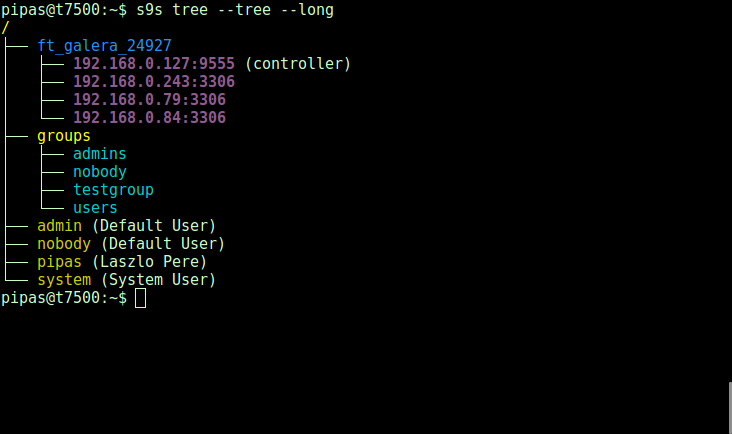 pipas@t7500:~$ s9s tree --tree --long
/
├── ft_galera_24927
│   ├── 192.168.0.127:9555 (controller)
│   ├── 192.168.0.243:3306
│   ├── 192.168.0.79:3306
│   └── 192.168.0.84:3306
├── groups
│   ├── admins
│   ├── nobody
│   ├── testgroup
│   └── users
├── admin (Default User)
├── nobody (Default User)
├── pipas (Laszlo Pere)
└── system (System User)
pipas@t7500:~$